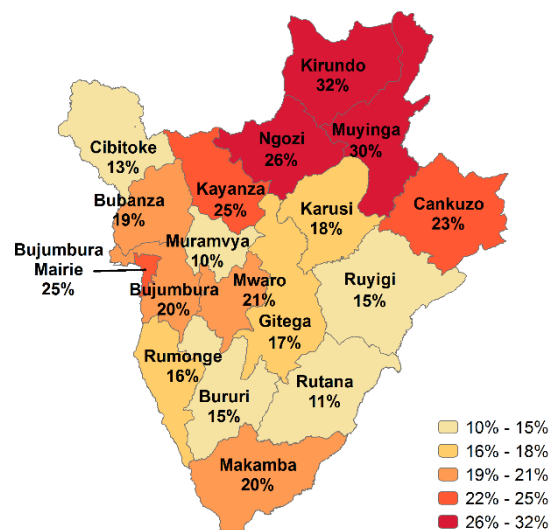 Kirundo
32%
Ngozi
26%
Muyinga
30%
Cibitoke
13%
Kayanza
25%
Cankuzo
23%
Bubanza
19%
Karusi
18%
Muramvya
10%
Bujumbura
Mairie
25%
Bujumbura
20%
Mwaro
21%
Ruyigi
15%
Gitega
17%
Rumonge
16%
Bururi
15%
Rutana
11%
Makamba
20%
10% - 15%
16% - 18%
19% - 21%
22% - 25%
26% - 32%